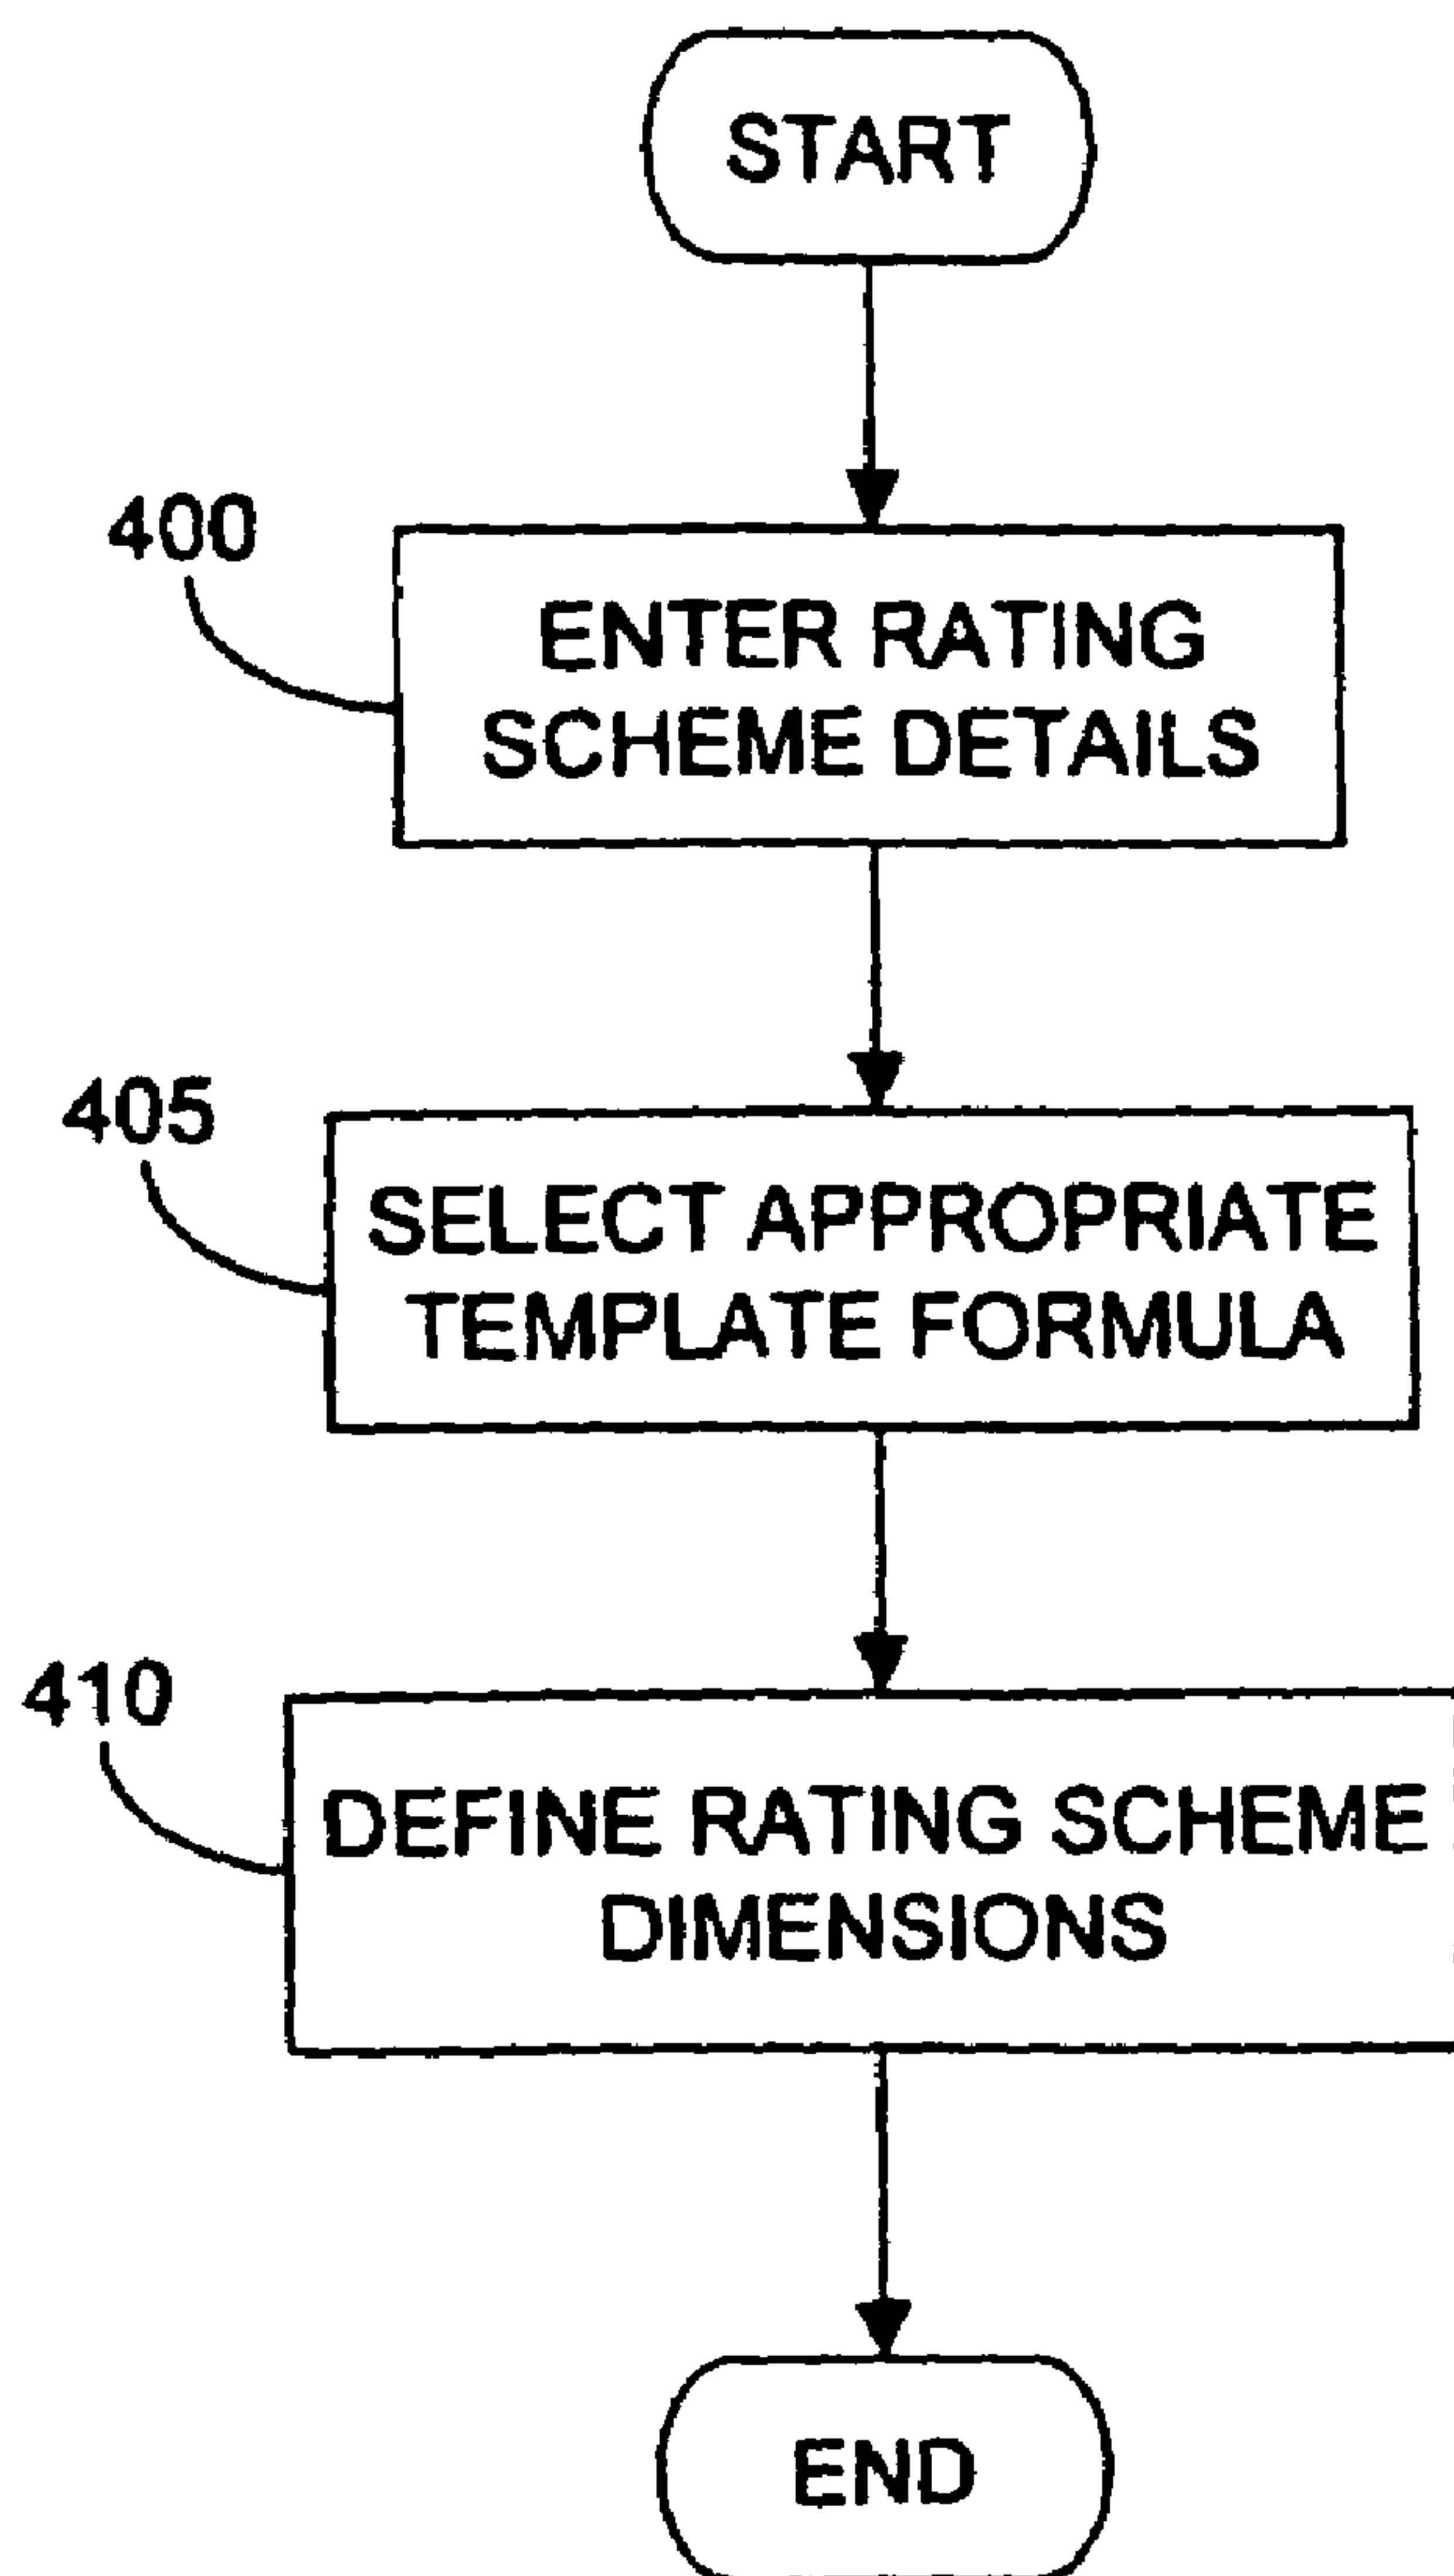 START
400
ENTER RATING
SCHEME DETAILS
405
SELECT APPROPRIATE
TEMPLATE FORMULA
410
DEFINE RATING SCHEME
DIMENSIONS
END